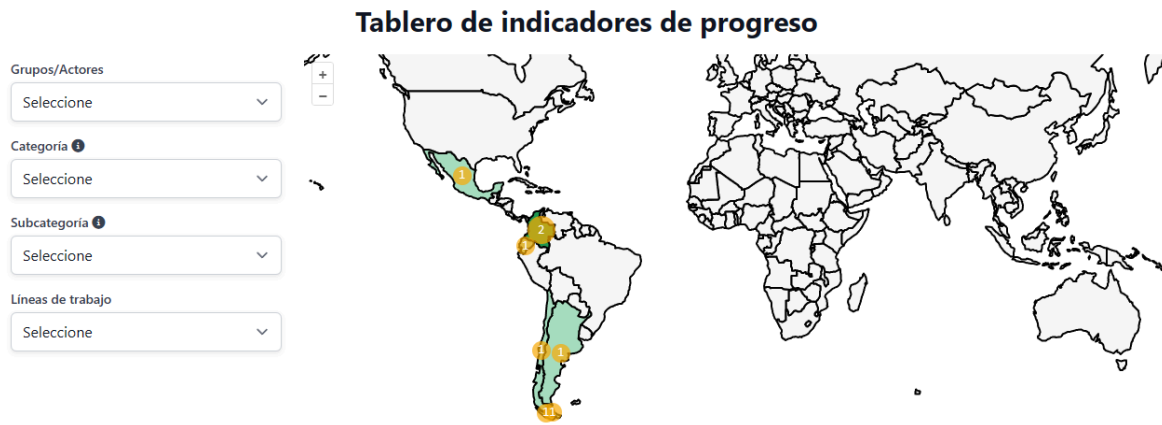 Tablero de indicadores de progreso
Grupos/Actores
Seleccione
Categoría
Seleccione
Subcategoría
Seleccione
Líneas de trabajo
Seleccione
+
−
1
2
1
1
1
11